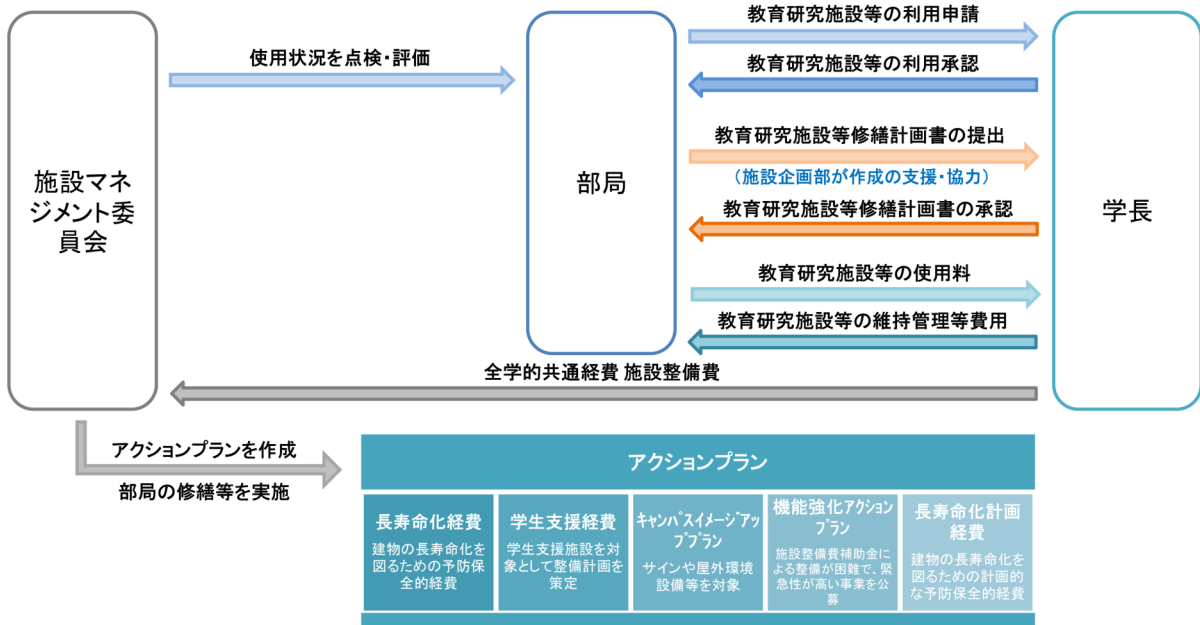 教育研究施設等の利用申請
使用状況を点検・評価
教育研究施設等の利用承認
教育研究施設等修繕計画書の提出
（施設企画部が作成の支援・協力）
施設マネ
ジメント委
員会
部局
学長
教育研究施設等修繕計画書の承認
教育研究施設等の使用料
教育研究施設等の維持管理等費用
全学的共通経費 施設整備費
アクションプランを作成
部局の修繕等を実施
アクションプラン
長寿命化経費
建物の長寿命化を
図るための予防保
全的経費
学生支援経費
学生支援施設を対
象として整備計画を
策定
キャンパスイメージアッ
ププラン
サインや屋外環境
設備等を対象
機能強化アクション
プラン
施設整備費補助金に
よる整備が困難で、緊
急性が高い事業を公
募
長寿命化計画
経費
建物の長寿命化を
図るための計画的
な予防保全的経費